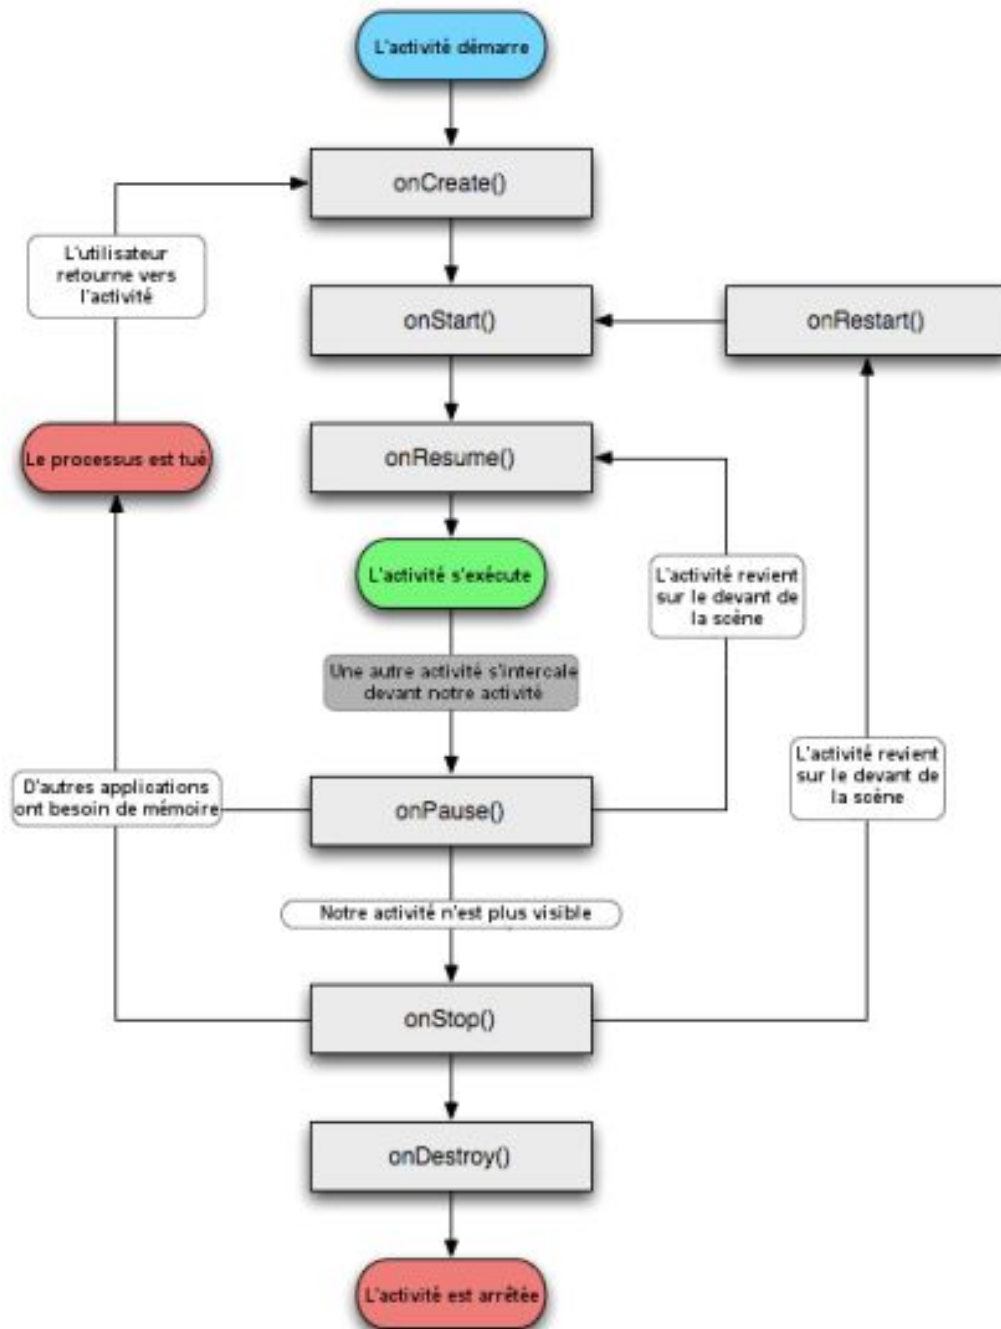 L'activité démarre
onCreate()
L'utilisateur
retourne vers
l'activité
onStart()
onRestart()
onResume()
Le processus est tué
L'activité s'exécute
L'activité revient
sur le devant de
la scène
Une autre activité s'intercale
devant notre activité
L'activité revient
sur le devant de
la scène
D'autres applications
ont besoin de mémoire
onPause()
Notre activité n'est plus visible
onStop()
onDestroy()
L'activité est arrêtée